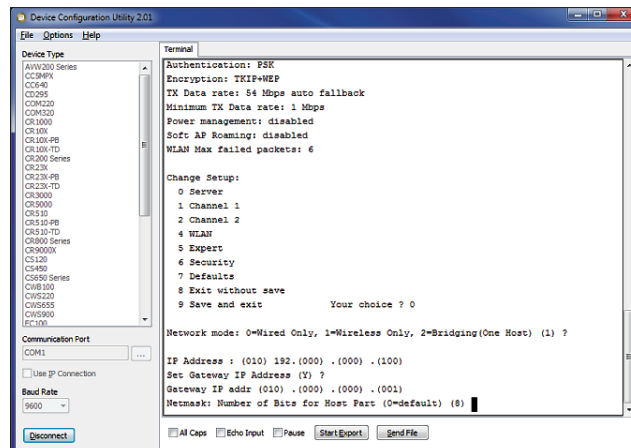 Device Configuration Utility 2.01
File Options Help
Device Type
AVW200 Series
CC5MPX
CC640
CD295
COM220
COM320
CR1000
CR10X
CR10X-PB
CR10X-TD
CR200 Series
CR23X
CR23X-PB
CR23X-TD
CR3000
CR5000
CR510
CR510-PB
CR510-TD
CR800 Series
CR9000X
CS120
CS450
CS650 Series
CWB100
CWS220
CWS655
CWS900
EC100
Communication Port
COM1
...
Use IP Connection
Baud Rate
9600
Disconnect
Terminal
Authentication: PSK
Encryption: TKIP+WEP
TX Data rate: 54 Mbps auto fallback
Minimum TX Data rate: 1 Mbps
Power management: disabled
Soft AP Roaming: disabled
WLAN Max failed packets: 6
Change Setup:
0 Server
1 Channel 1
2 Channel 2
4 WLAN
5 Expert
6 Security
7 Defaults
8 Exit without save
9 Save and exit Your choice ? 0
Network mode: 0=Wired Only, 1=Wireless Only, 2=Bridging(One Host) (1) ?
IP Address : (010) 192.(000) .(000) .(100)
Set Gateway IP Address (Y) ?
Gateway IP addr (010) .(000) .(000) .(001)
Netmask: Number of Bits for Host Part (0=default) (8)
All Caps Echo Input Pause Start Export Send File